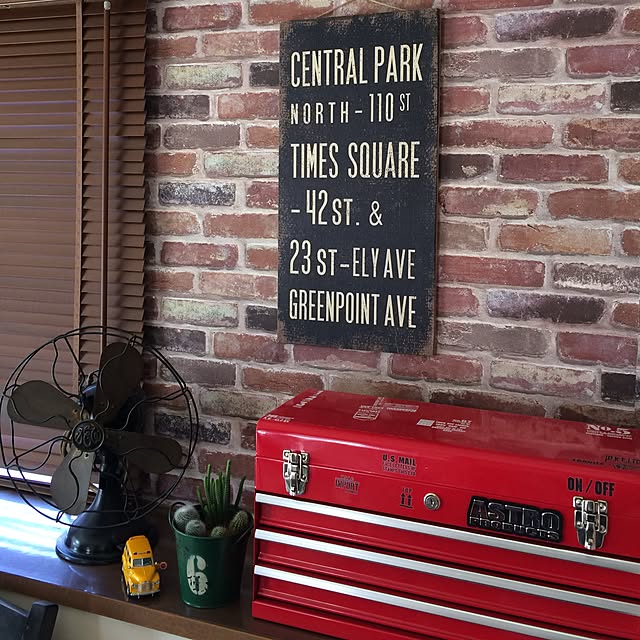 CENTRAL PARK
NORTH-110 ST
TIMES SQUARE
-42 ST. &
23 ST-ELY AVE
GREENPOINT AVE
No.5
U.S. MAIL
ON / OFF
ASTRO
PRODUCTS
6